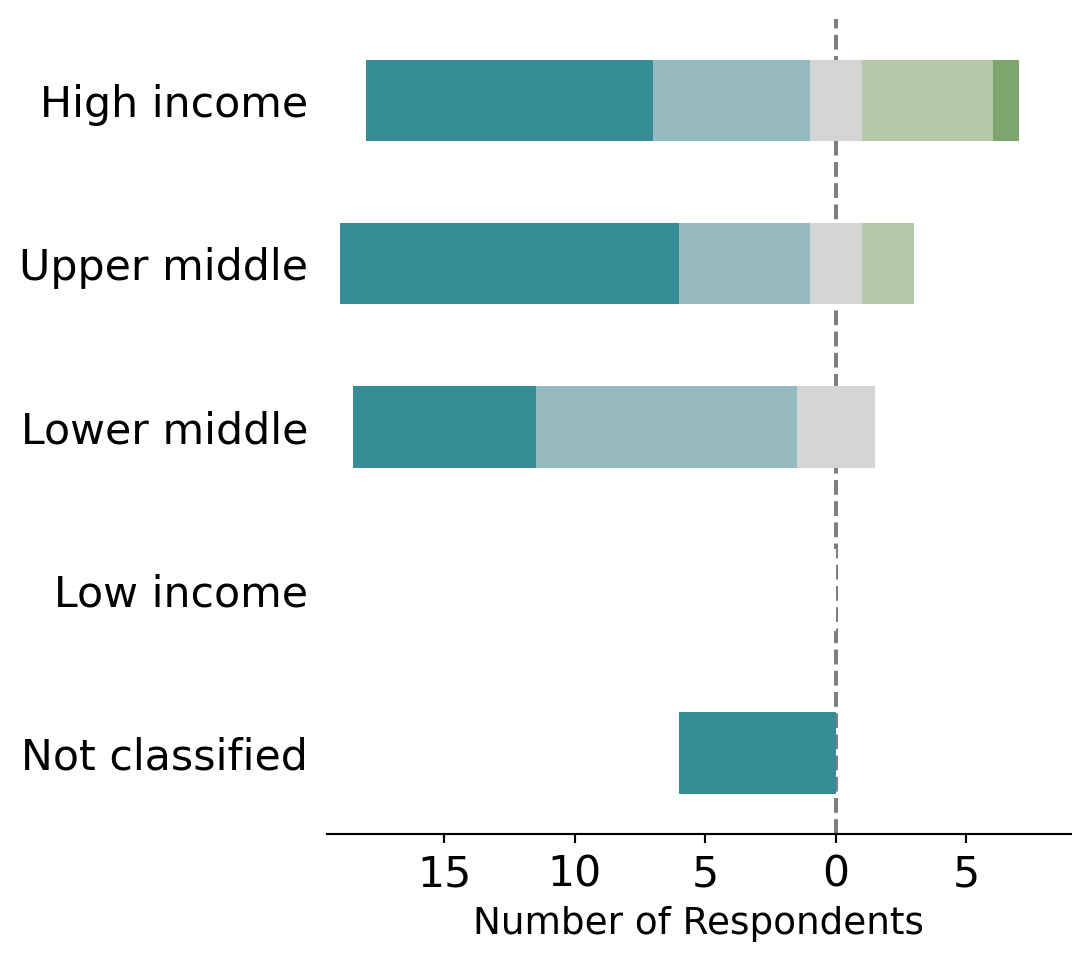 High income
Upper middle
Lower middle
Low income
Not classified
15 10 5 0 5
Number of Respondents